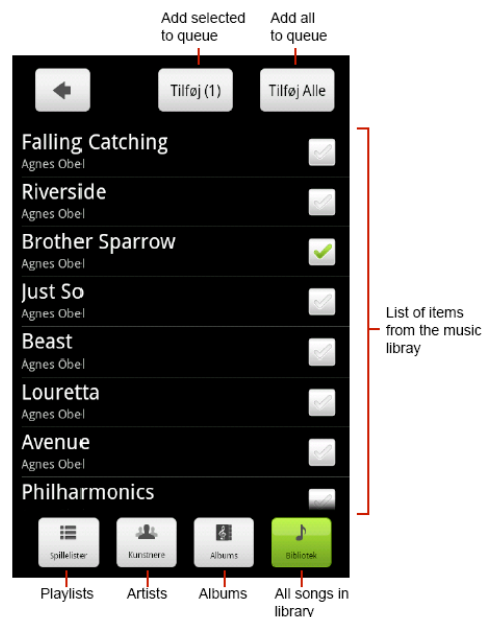 Add selected
to queue
Add all
to queue
Tilføj (1)
Tilføj Alle
Falling Catching
Agnes Obel
Riverside
Agnes Obel
Brother Sparrow
Agnes Obel
Just So
Agnes Obel
Beast
Agnes Obel
Louretta
Agnes Obel
Avenue
Agnes Obel
Philharmonics
List of items
from the music
libray
Spillelister
Kunstnere
Albums
Bibliotek
Playlists
Artists
Albums
All songs in
library